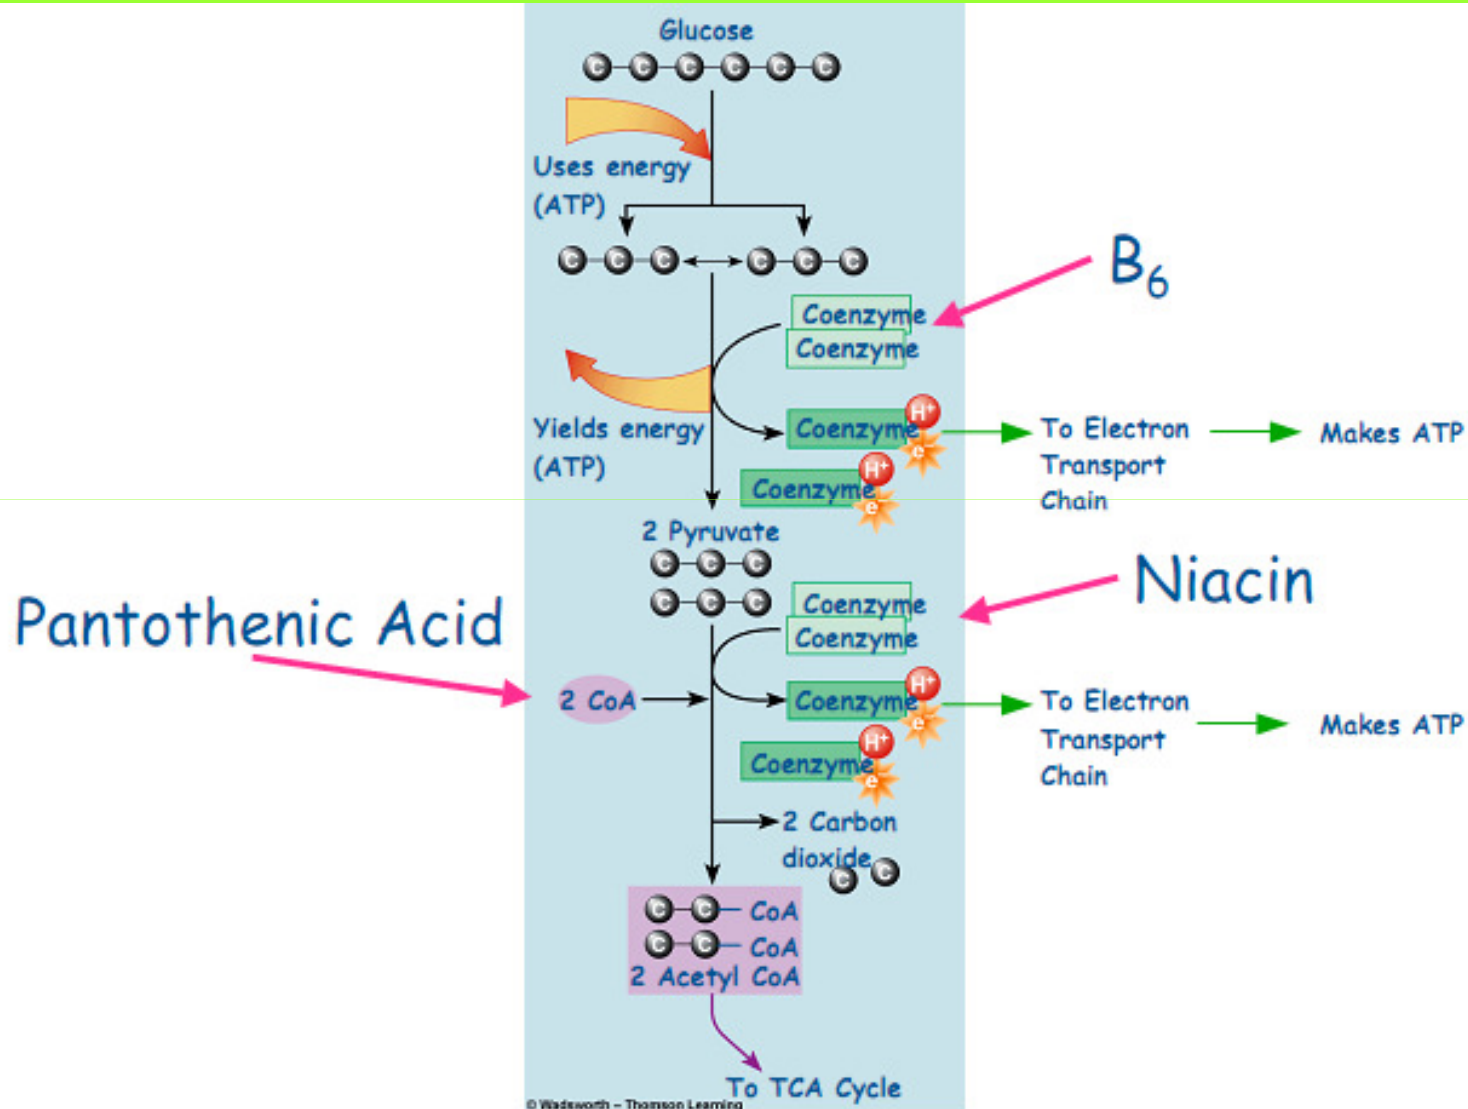 Glucose
C C C C C C
Uses energy
(ATP)
C C C C C C
B6
Coenzyme
Coenzyme
Yields energy
(ATP)
Coenzyme H+ e-
To Electron
Transport
Chain
Makes ATP
Coenzyme H+ e-
2 Pyruvate
C C C
C C C
Niacin
Coenzyme
Coenzyme
Pantothenic Acid
2 CoA
Coenzyme H+ e-
To Electron
Transport
Chain
Makes ATP
Coenzyme H+ e-
2 Carbon
dioxide
C C
C C CoA
C C CoA
2 Acetyl CoA
To TCA Cycle
© Wadsworth – Thomson Learning